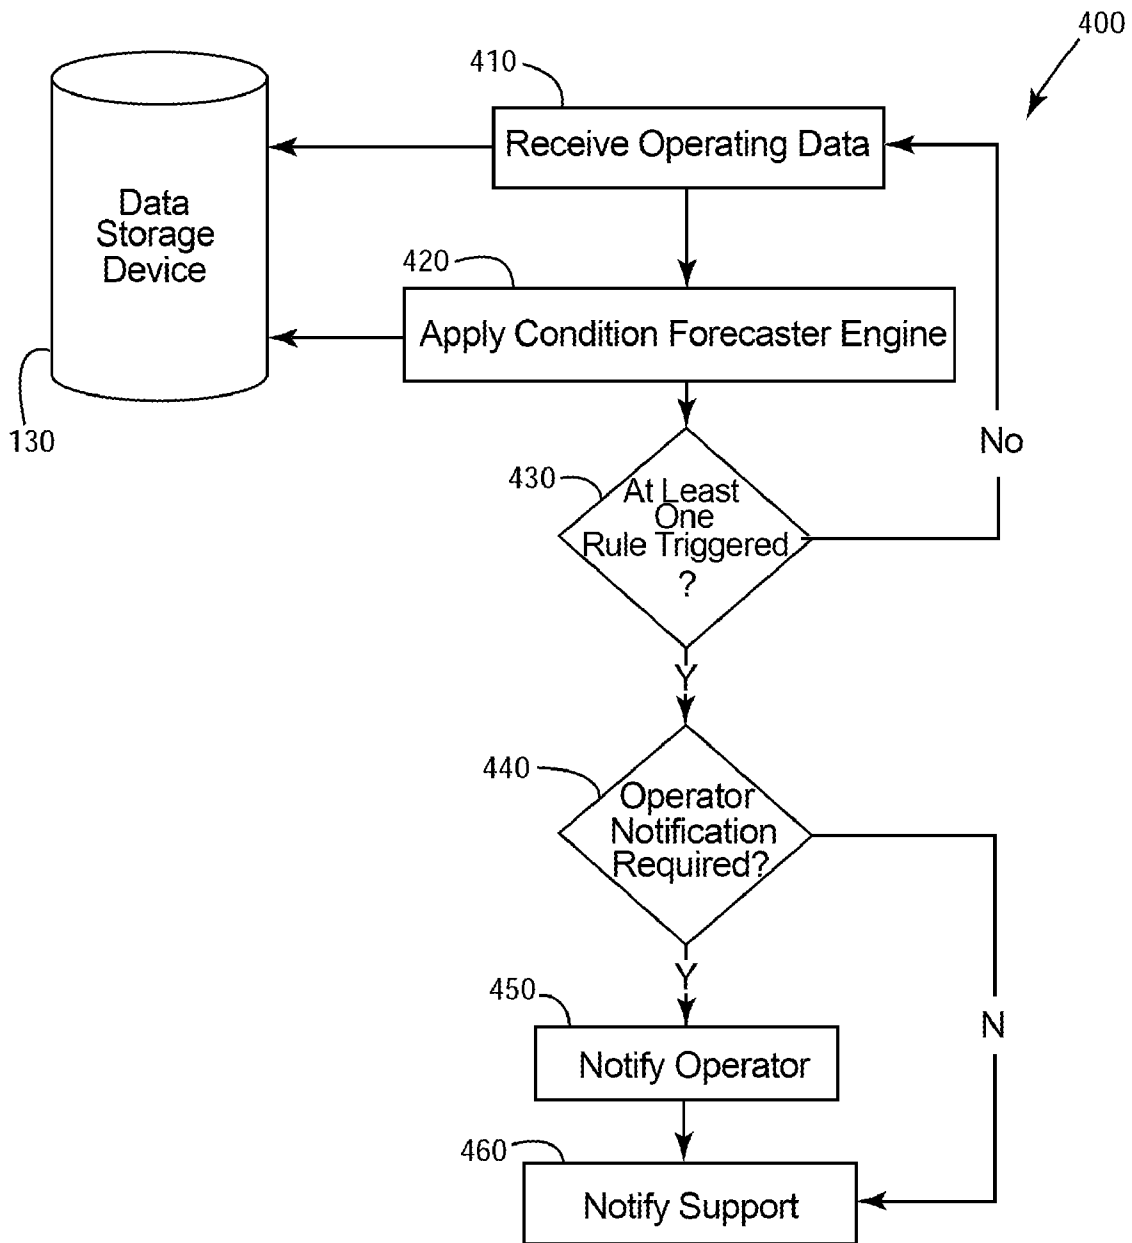 400
410
Receive Operating Data
Data
Storage
Device
420
Apply Condition Forecaster Engine
130
No
430
At Least
One
Rule Triggered
?
Y
440
Operator
Notification
Required?
Y
450
N
Notify Operator
460
Notify Support